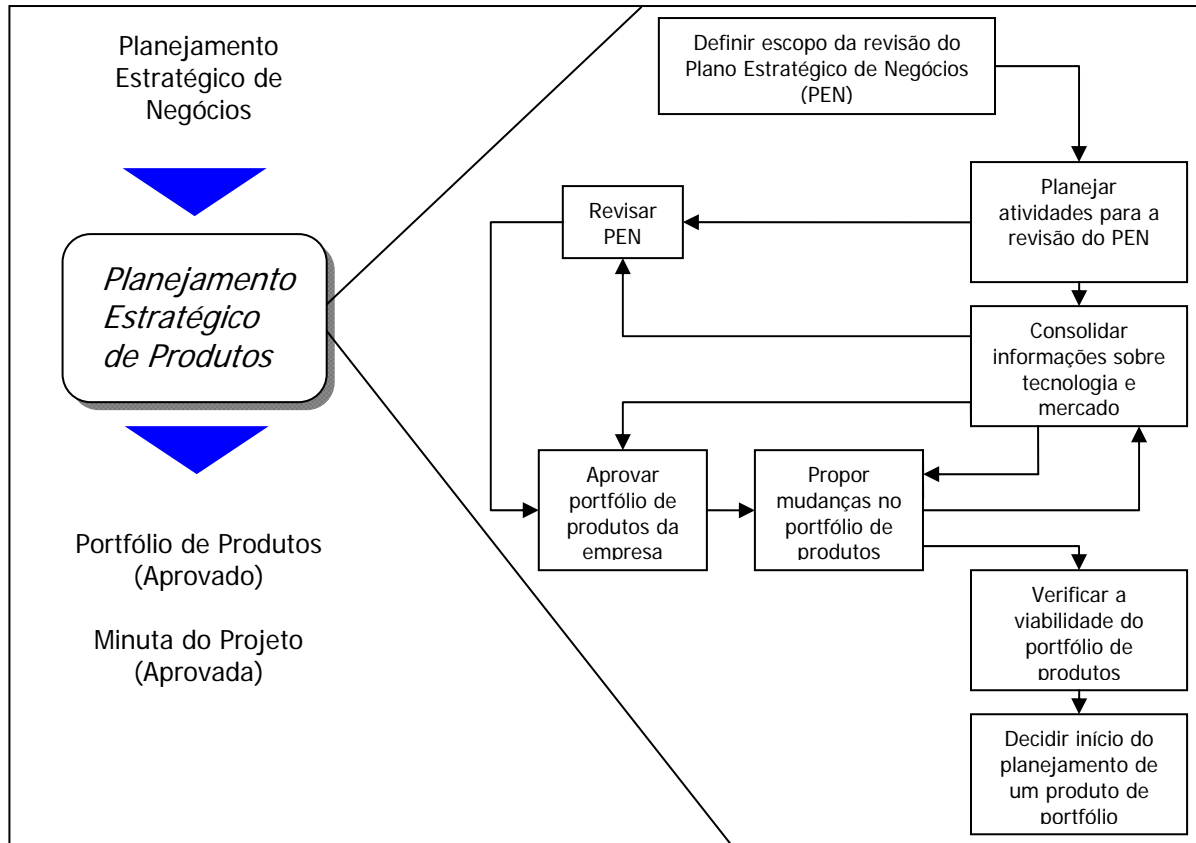 Planejamento
Estratégico de
Negócios
Planejamento
Estratégico
de Produtos
Portfólio de Produtos
(Aprovado)
Minuta do Projeto
(Aprovada)
Definir escopo da revisão do
Plano Estratégico de Negócios
(PEN)
Planejar
atividades para a
revisão do PEN
Revisar
PEN
Consolidar
informações sobre
tecnologia e
mercado
Aprovar
portfólio de
produtos da
empresa
Propor
mudanças no
portfólio de
produtos
Verificar a
viabilidade do
portfólio de
produtos
Decidir início do
planejamento de
um produto de
portfólio